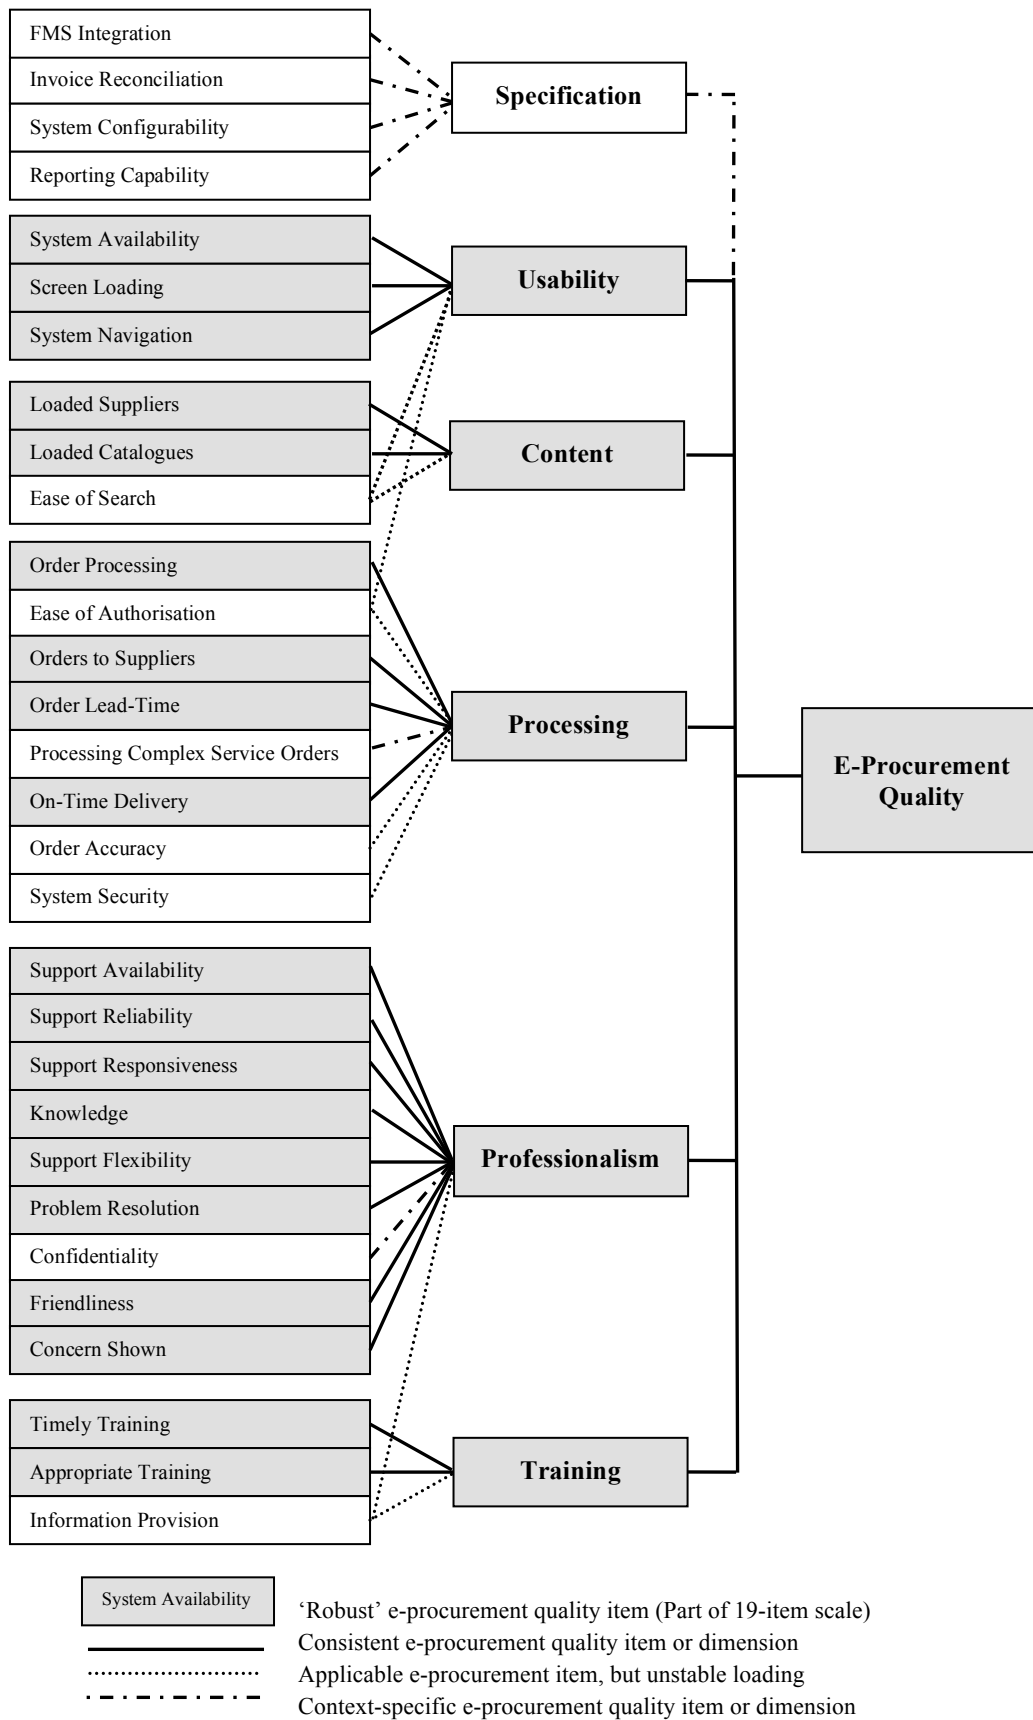 FMS Integration
Invoice Reconciliation
System Configurability
Reporting Capability
Specification
System Availability
Screen Loading
System Navigation
Usability
Loaded Suppliers
Loaded Catalogues
Ease of Search
Content
Order Processing
Ease of Authorisation
Orders to Suppliers
Order Lead-Time
Processing Complex Service Orders
On-Time Delivery
Order Accuracy
System Security
Processing
E-Procurement
Quality
Support Availability
Support Reliability
Support Responsiveness
Knowledge
Support Flexibility
Problem Resolution
Confidentiality
Friendliness
Concern Shown
Professionalism
Timely Training
Appropriate Training
Information Provision
Training
System Availability
‘Robust’ e-procurement quality item (Part of 19-item scale)
Consistent e-procurement quality item or dimension
Applicable e-procurement item, but unstable loading
Context-specific e-procurement quality item or dimension